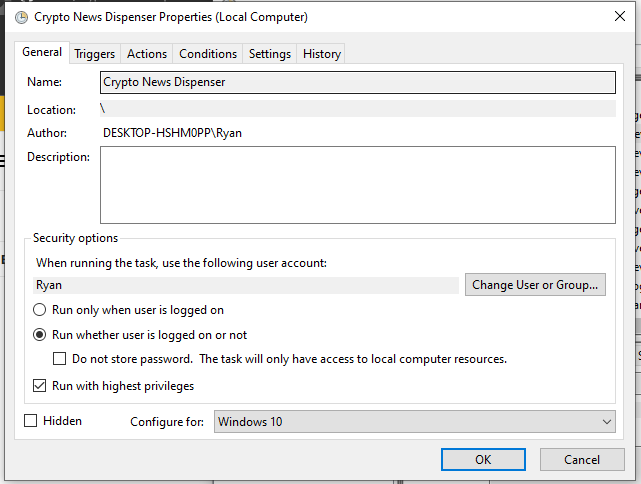 Crypto News Dispenser Properties (Local Computer)
General Triggers Actions Conditions Settings History
Name: Crypto News Dispenser
Location: \
Author: DESKTOP-HSHM0PP\Ryan
Description:
Security options
When running the task, use the following user account:
Ryan Change User or Group...
Run only when user is logged on
Run whether user is logged on or not
Do not store password. The task will only have access to local computer resources.
Run with highest privileges
Hidden Configure for: Windows 10
OK Cancel